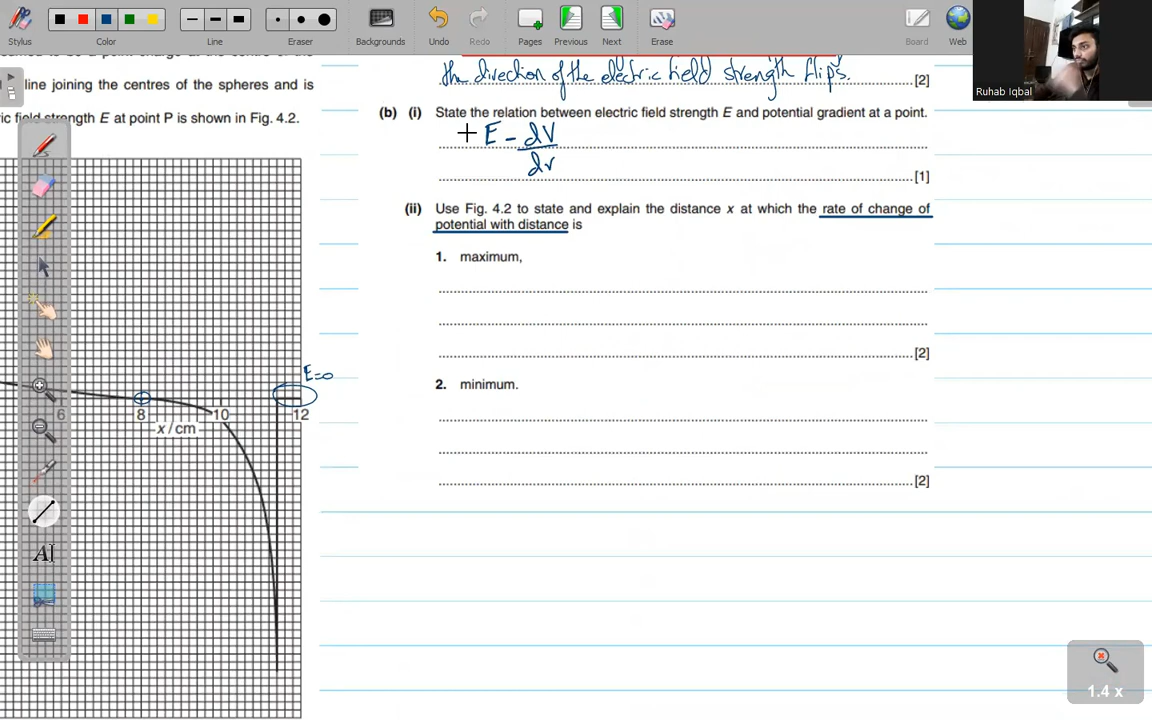 Stylus
Color
Line
Eraser
Backgrounds
Undo
Redo
Pages
Previous
Next
Erase
Board
Web
Ruhab Iqbal
line joining the centres of the spheres and is
ic field strength E at point P is shown in Fig. 4.2.
E=0
6
8
10
12
x/cm
the direction of the electric field strength flips. [2]
(b) (i) State the relation between electric field strength E and potential gradient at a point.
E - dV
dr
[1]
(ii) Use Fig. 4.2 to state and explain the distance x at which the rate of change of
potential with distance is
1. maximum,
[2]
2. minimum.
[2]
AI
1.4 x